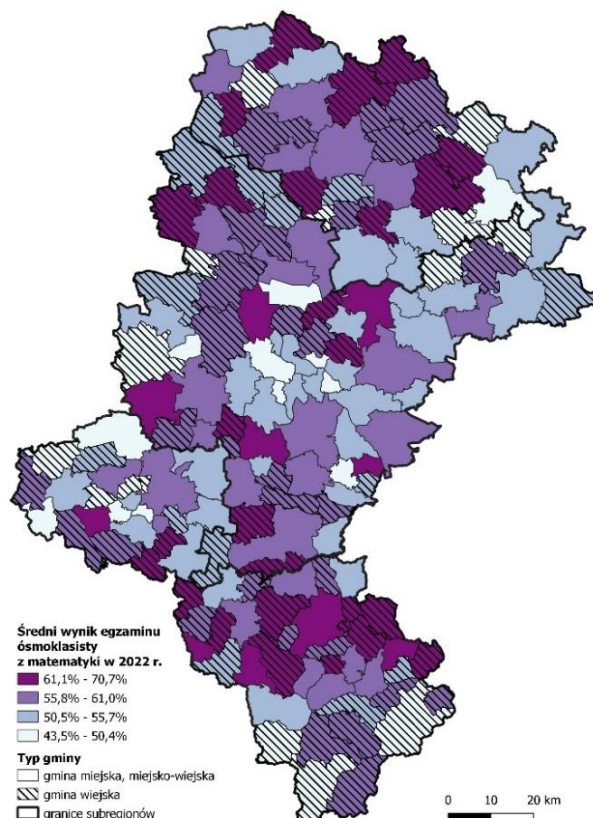 Średni wynik egzaminu
ósmoklasisty
z matematyki w 2022 r.
61,1% - 70,7%
55,8% - 61,0%
50,5% - 55,7%
43,5% - 50,4%
Typ gminy
gmina miejska, miejsko-wiejska
gmina wiejska
granice subregionów
0 10 20 km